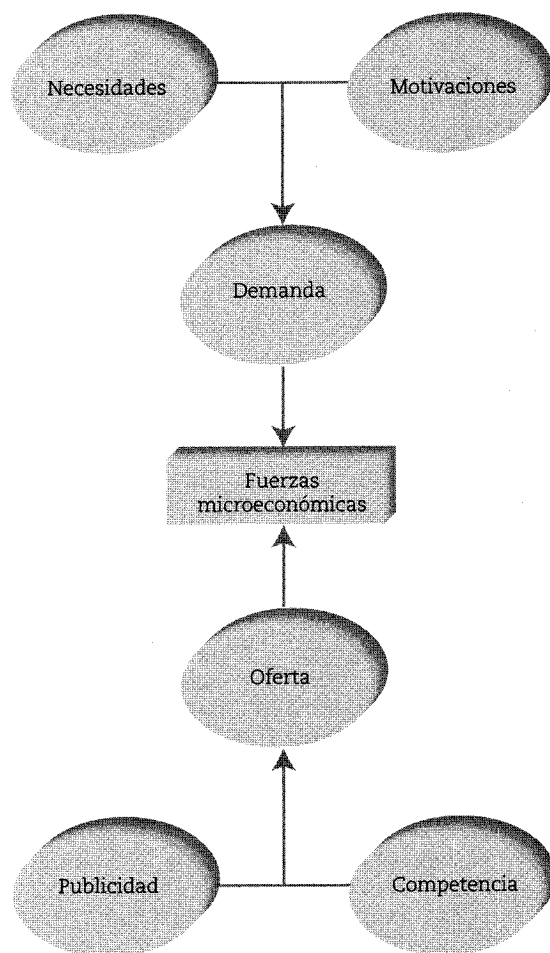 Necesidades
Motivaciones
Demanda
Fuerzas
microeconómicas
Oferta
Publicidad
Competencia